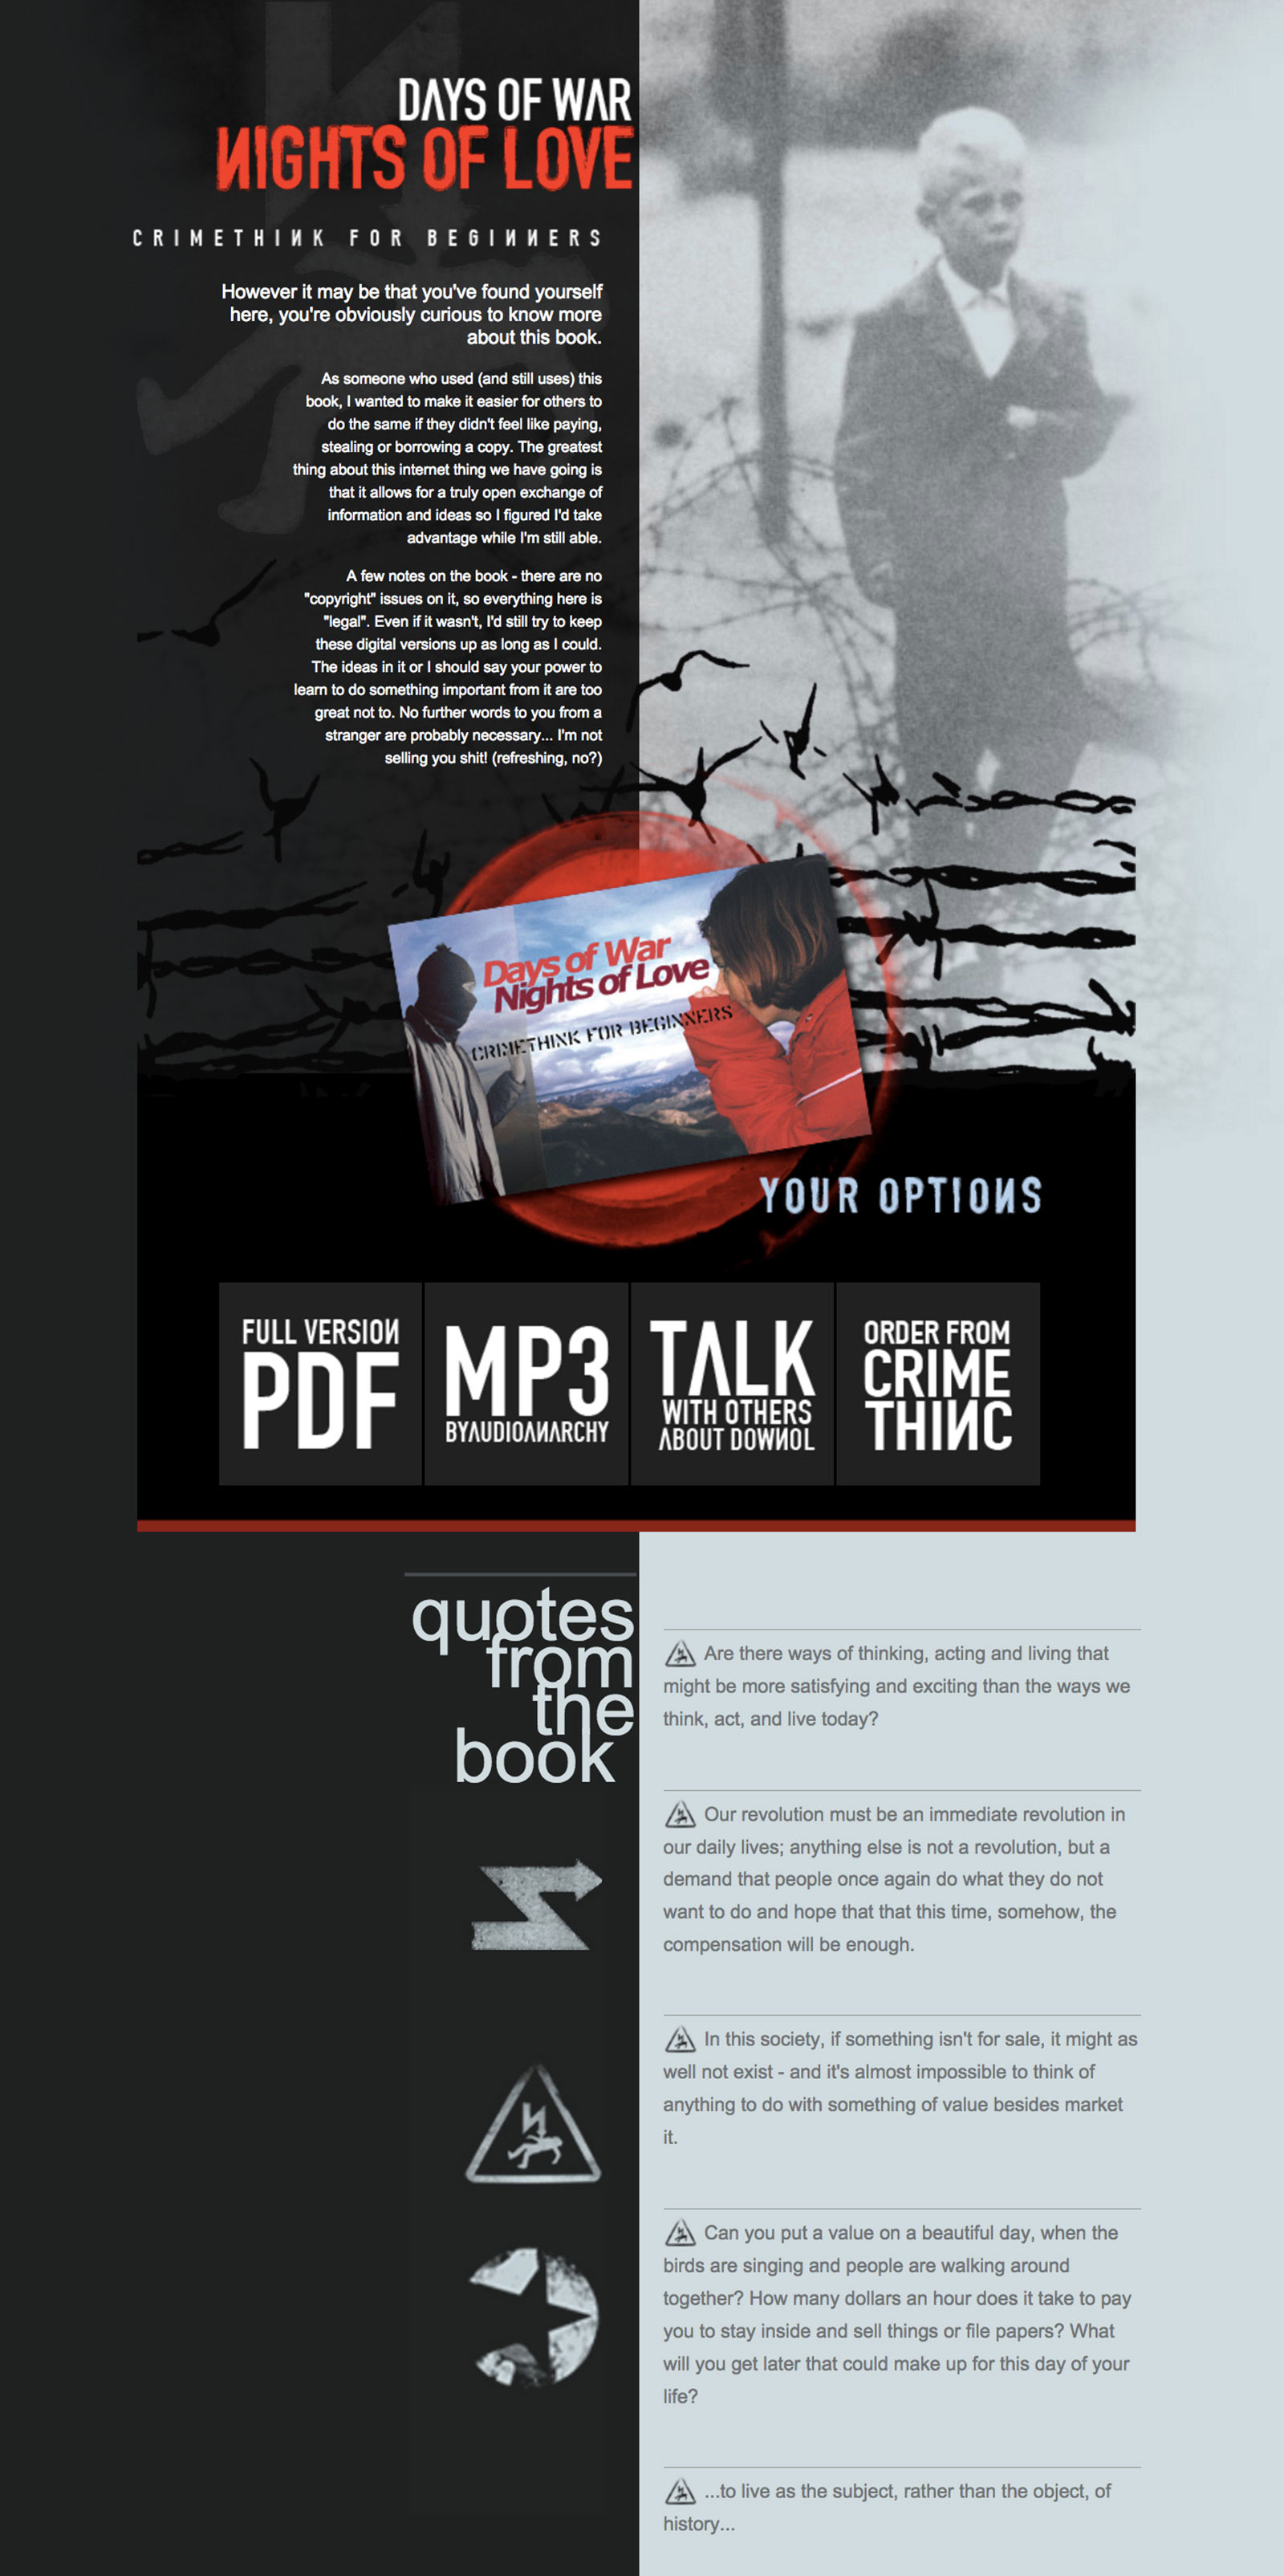 DAYS OF WAR
NIGHTS OF LOVE
CRIMETHINK FOR BEGINNERS
However it may be that you've found yourself
here, you're obviously curious to know more
about this book.
As someone who used (and still uses) this
book, I wanted to make it easier for others to
do the same if they didn't feel like paying,
stealing or borrowing a copy. The greatest
thing about this internet thing we have going is
that it allows for a truly open exchange of
information and ideas so I figured I'd take
advantage while I'm still able.
A few notes on the book - there are no
"copyright" issues on it, so everything here is
"legal". Even if it wasn't, I'd still try to keep
these digital versions up as long as I could.
The ideas in it or I should say your power to
learn to do something important from it are too
great not to. No further words to you from a
stranger are probably necessary... I'm not
selling you shit! (refreshing, no?)
Days of War
Nights of Love
CRIMETHINK FOR BEGINNERS
YOUR OPTIONS
FULL VERSION
PDF
MP3
BYAUDIOANARCHY
TALK
WITH OTHERS
ABOUT DOWNOL
ORDER FROM
CRIME
THINC
quotes
from
the
book
Are there ways of thinking, acting and living that
might be more satisfying and exciting than the ways we
think, act, and live today?
Our revolution must be an immediate revolution in
our daily lives; anything else is not a revolution, but a
demand that people once again do what they do not
want to do and hope that that this time, somehow, the
compensation will be enough.
In this society, if something isn't for sale, it might as
well not exist - and it's almost impossible to think of
anything to do with something of value besides market
it.
Can you put a value on a beautiful day, when the
birds are singing and people are walking around
together? How many dollars an hour does it take to pay
you to stay inside and sell things or file papers? What
will you get later that could make up for this day of your
life?
...to live as the subject, rather than the object, of
history...